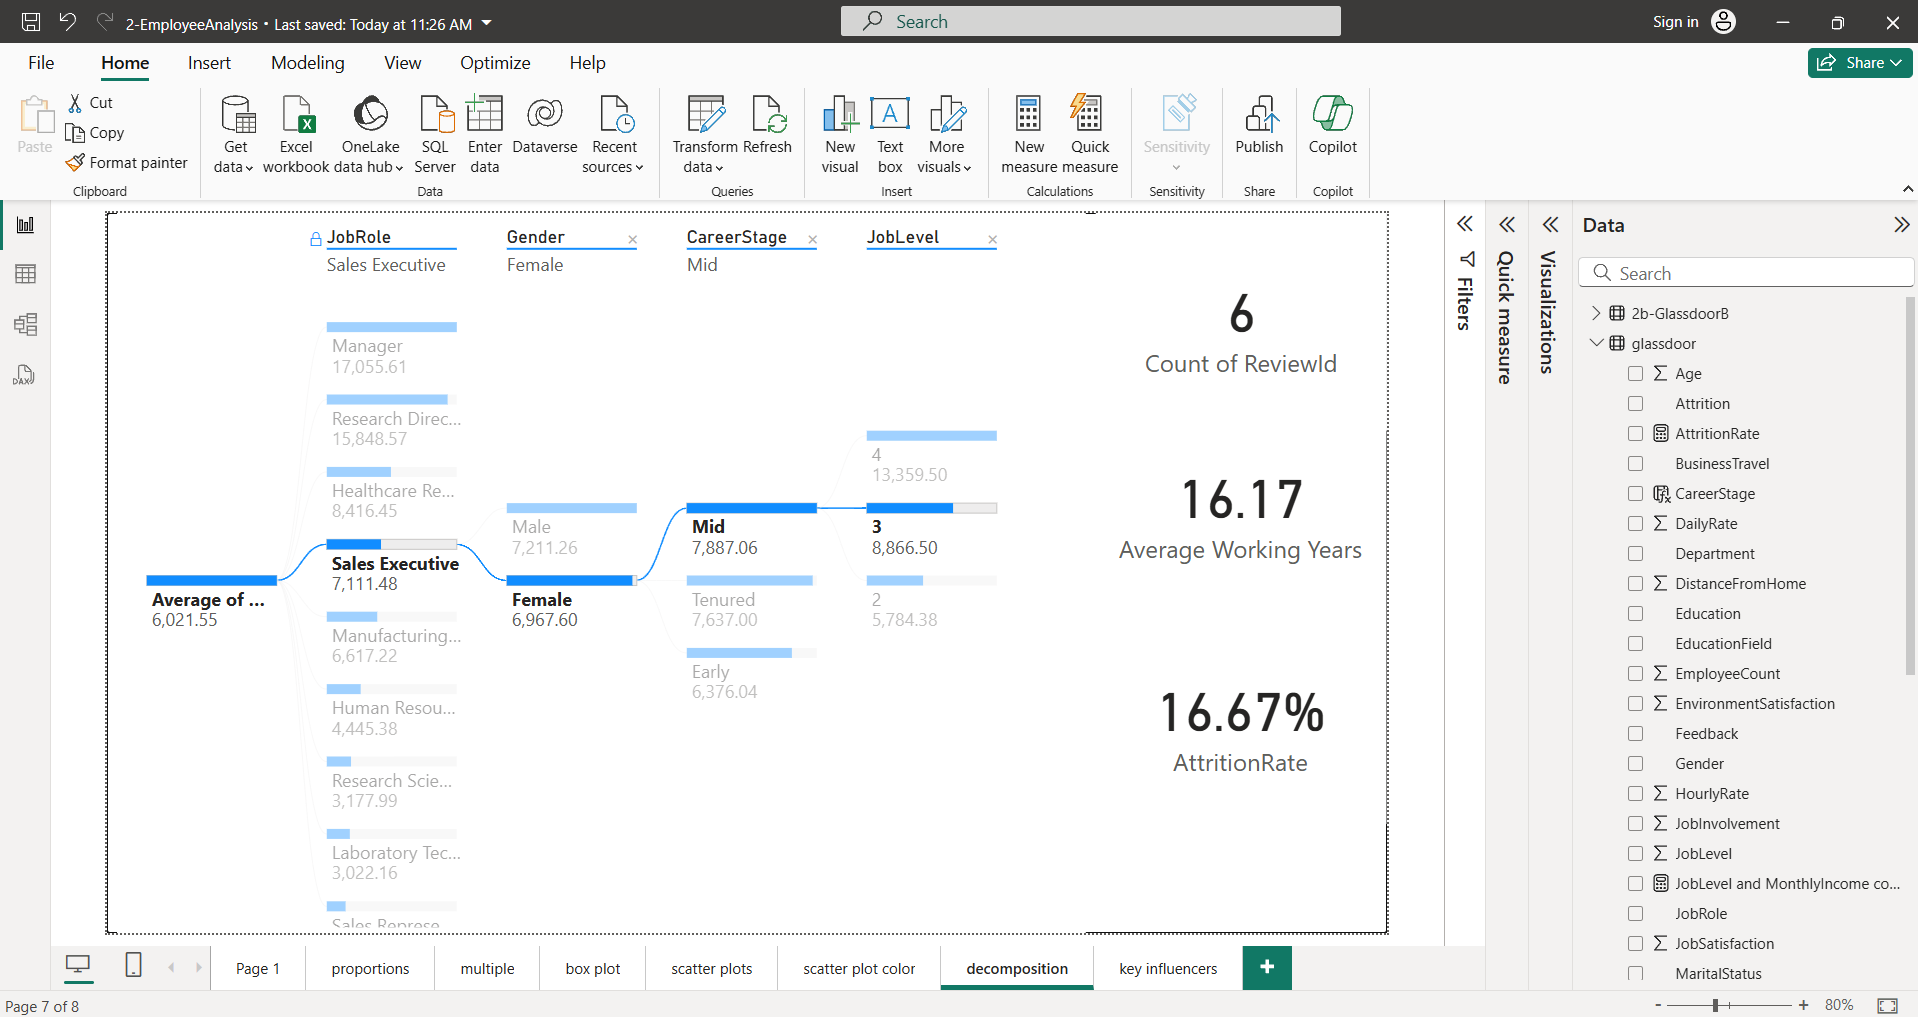 2-EmployeeAnalysis • Last saved: Today at 11:26 AM
Search
Sign in
File
Home
Insert
Modeling
View
Optimize
Help
Share
Paste
Cut
Copy
Format painter
Clipboard
Get data
Excel workbook
OneLake data hub
SQL Server
Enter data
Dataverse
Recent sources
Data
Transform data
Refresh
Queries
New visual
A
Text box
More visuals
Insert
New measure
Quick measure
Calculations
Sensitivity
Sensitivity
Publish
Share
Copilot
Copilot
DAX
JobRole
Sales Executive
Gender
Female
CareerStage
Mid
JobLevel
Average of ...
6,021.55
Manager
17,055.61
Research Direc...
15,848.57
Healthcare Re...
8,416.45
Sales Executive
7,111.48
Manufacturing...
6,617.22
Human Resou...
4,445.38
Research Scie...
3,177.99
Laboratory Tec...
3,022.16
Sales Represe
Male
7,211.26
Female
6,967.60
Mid
7,887.06
Tenured
7,637.00
Early
6,376.04
4
13,359.50
3
8,866.50
2
5,784.38
6
Count of ReviewId
16.17
Average Working Years
16.67%
AttritionRate
Filters
Quick measure
Visualizations
Data
Search
2b-GlassdoorB
glassdoor
Age
Attrition
AttritionRate
BusinessTravel
CareerStage
DailyRate
Department
DistanceFromHome
Education
EducationField
EmployeeCount
EnvironmentSatisfaction
Feedback
Gender
HourlyRate
JobInvolvement
JobLevel
JobLevel and MonthlyIncome co...
JobRole
JobSatisfaction
MaritalStatus
Page 1
proportions
multiple
box plot
scatter plots
scatter plot color
decomposition
key influencers
+
Page 7 of 8
- + 80%